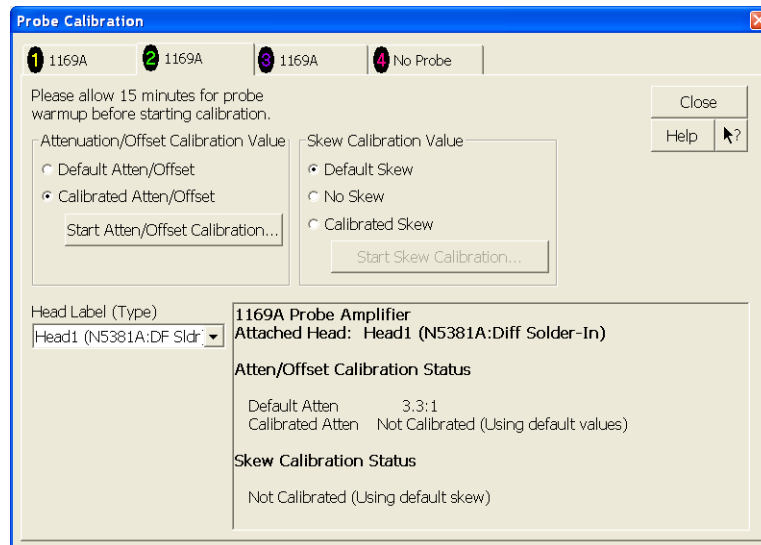 Probe Calibration
1 1169A 2 1169A 3 1169A 4 No Probe
Please allow 15 minutes for probe
warmup before starting calibration.
Close
Help ?
Attenuation/Offset Calibration Value
Default Atten/Offset
Calibrated Atten/Offset
Start Atten/Offset Calibration...
Skew Calibration Value
Default Skew
No Skew
Calibrated Skew
Start Skew Calibration...
Head Label (Type)
Head1 (N5381A:DF Sldr
1169A Probe Amplifier
Attached Head: Head1 (N5381A:Diff Solder-In)
Atten/Offset Calibration Status
Default Atten 3.3:1
Calibrated Atten Not Calibrated (Using default values)
Skew Calibration Status
Not Calibrated (Using default skew)